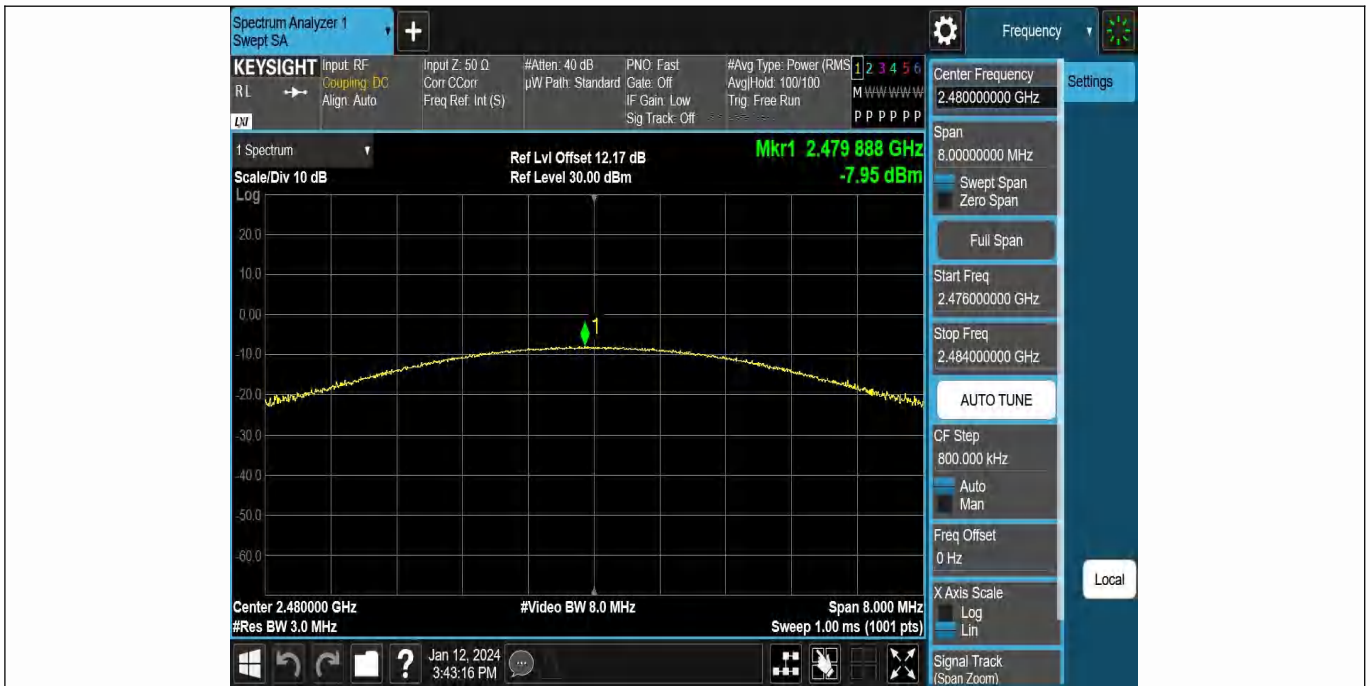 Spectrum Analyzer 1
Swept SA
+
Frequency
KEYSIGHT
RL
LXI
Input: RF
Coupling: DC
Align: Auto
Input Z: 50 Ω
Corr CCorr
Freq Ref: Int (S)
#Atten: 40 dB
µW Path: Standard
PNO: Fast
Gate: Off
IF Gain: Low
Sig Track: Off
#Avg Type: Power (RMS
Avg|Hold: 100/100
Trig: Free Run
1 2 3 4 5 6
M W W W W W
P P P P P P
1 Spectrum
Scale/Div 10 dB
Ref Lvl Offset 12.17 dB
Ref Level 30.00 dBm
Mkr1 2.479 888 GHz
-7.95 dBm
Log
20.0
10.0
0.00
-10.0
-20.0
-30.0
-40.0
-50.0
-60.0
1
Center 2.480000 GHz
#Res BW 3.0 MHz
#Video BW 8.0 MHz
Span 8.000 MHz
Sweep 1.00 ms (1001 pts)
?
Jan 12, 2024
3:43:16 PM
Center Frequency
2.480000000 GHz
Settings
Span
8.00000000 MHz
Swept Span
Zero Span
Full Span
Start Freq
2.476000000 GHz
Stop Freq
2.484000000 GHz
AUTO TUNE
CF Step
800.000 kHz
Auto
Man
Freq Offset
0 Hz
X Axis Scale
Log
Lin
Signal Track
(Span Zoom)
Local